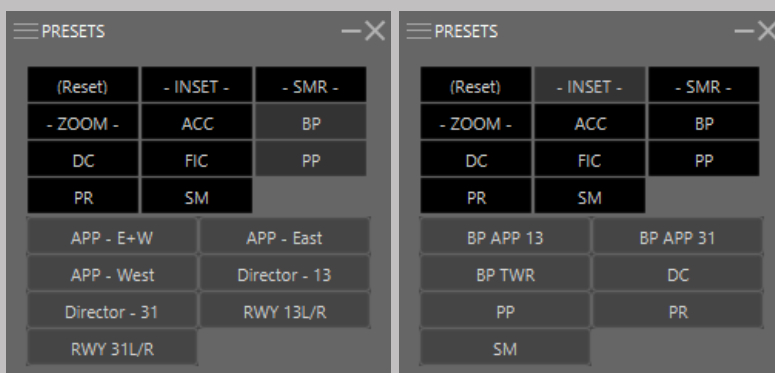 PRESETS
(Reset) - INSET - - SMR -
- ZOOM - ACC BP
DC FIC PP
PR SM
APP - E+W APP - East
APP - West Director - 13
Director - 31 RWY 13L/R
RWY 31L/R
PRESETS
(Reset) - INSET - - SMR -
- ZOOM - ACC BP
DC FIC PP
PR SM
BP APP 13 BP APP 31
BP TWR DC
PP PR
SM